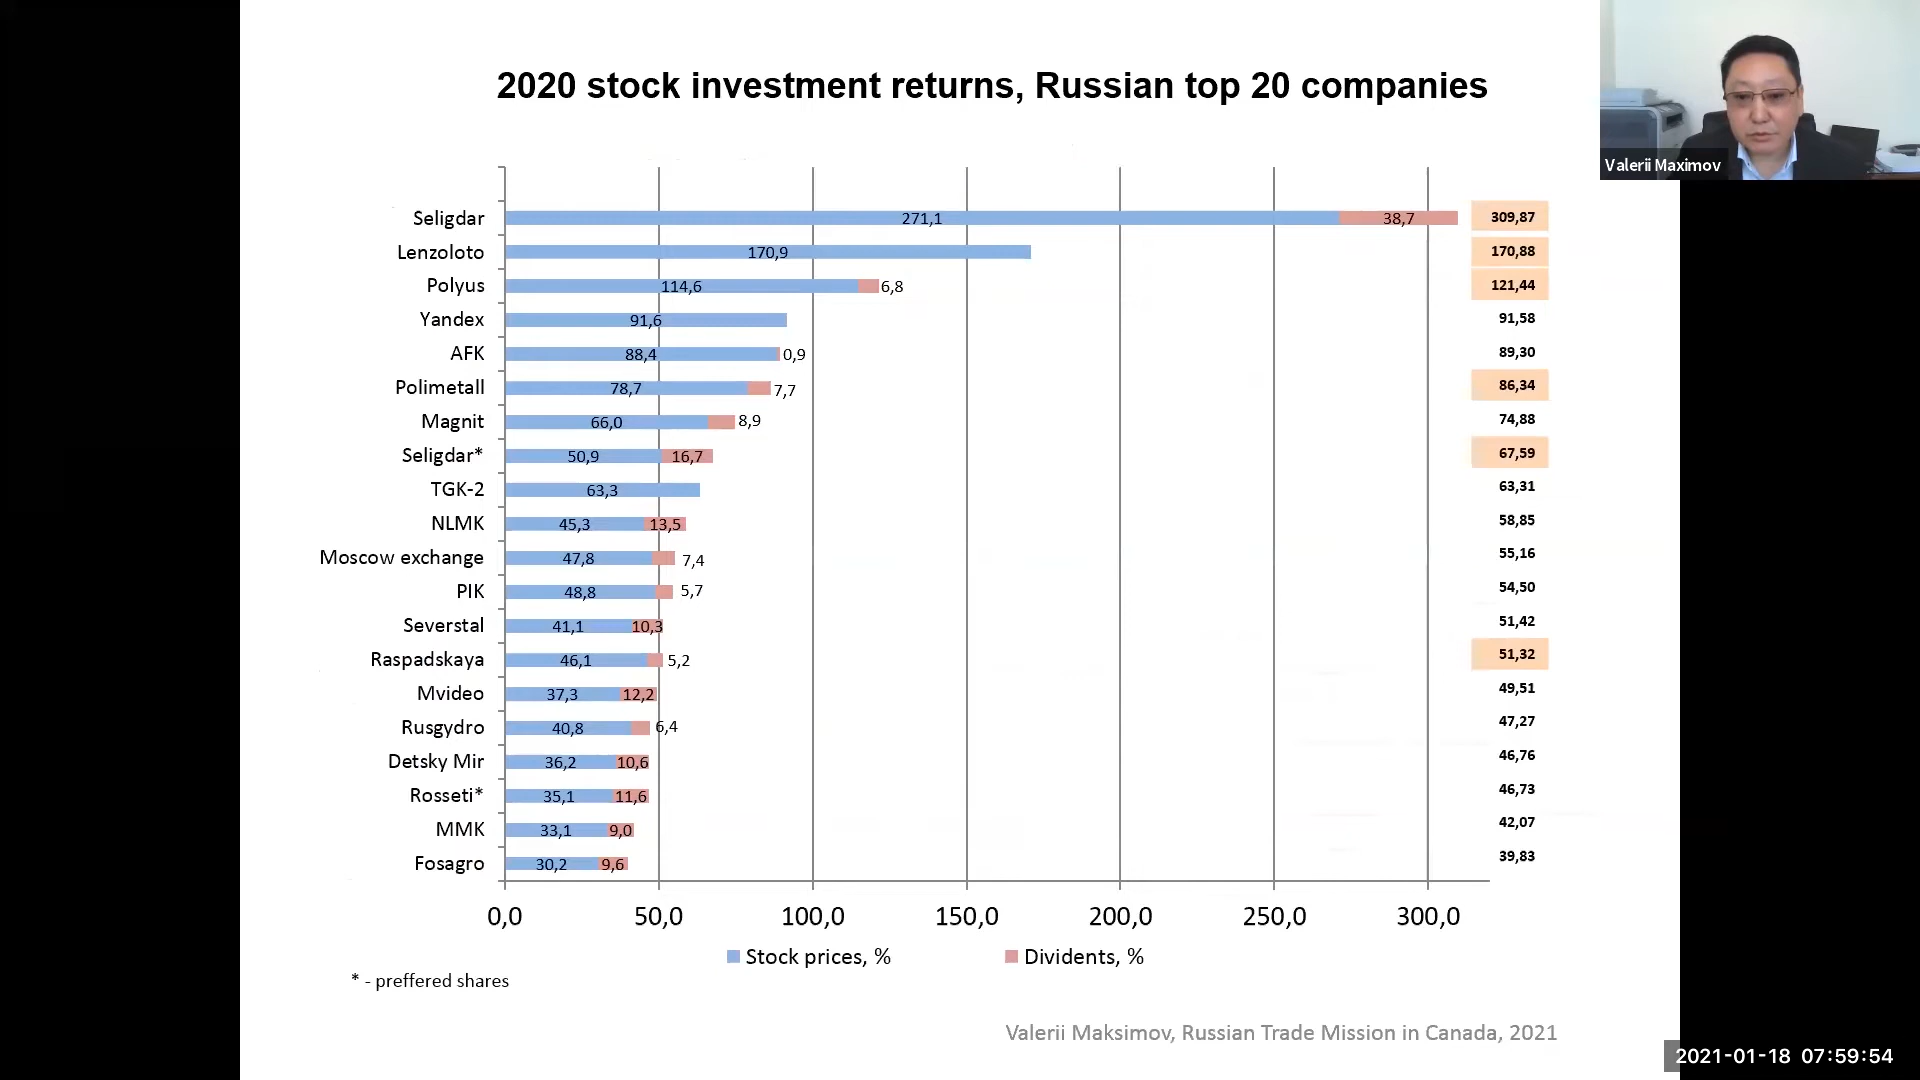 2020 stock investment returns, Russian top 20 companies
Valerii Maximov
Seligdar 271,1 38,7 309,87
Lenzoloto 170,9 170,88
Polyus 114,6 6,8 121,44
Yandex 91,6 91,58
AFK 88,4 0,9 89,30
Polimetall 78,7 7,7 86,34
Magnit 66,0 8,9 74,88
Seligdar* 50,9 16,7 67,59
TGK-2 63,3 63,31
NLMK 45,3 13,5 58,85
Moscow exchange 47,8 7,4 55,16
PIK 48,8 5,7 54,50
Severstal 41,1 10,3 51,42
Raspadskaya 46,1 5,2 51,32
Mvideo 37,3 12,2 49,51
Rusgydro 40,8 6,4 47,27
Detsky Mir 36,2 10,6 46,76
Rosseti* 35,1 11,6 46,73
MMK 33,1 9,0 42,07
Fosagro 30,2 9,6 39,83
0,0 50,0 100,0 150,0 200,0 250,0 300,0
Stock prices, % Dividents, %
* - preffered shares
Valerii Maksimov, Russian Trade Mission in Canada, 2021
2021-01-18 07:59:54